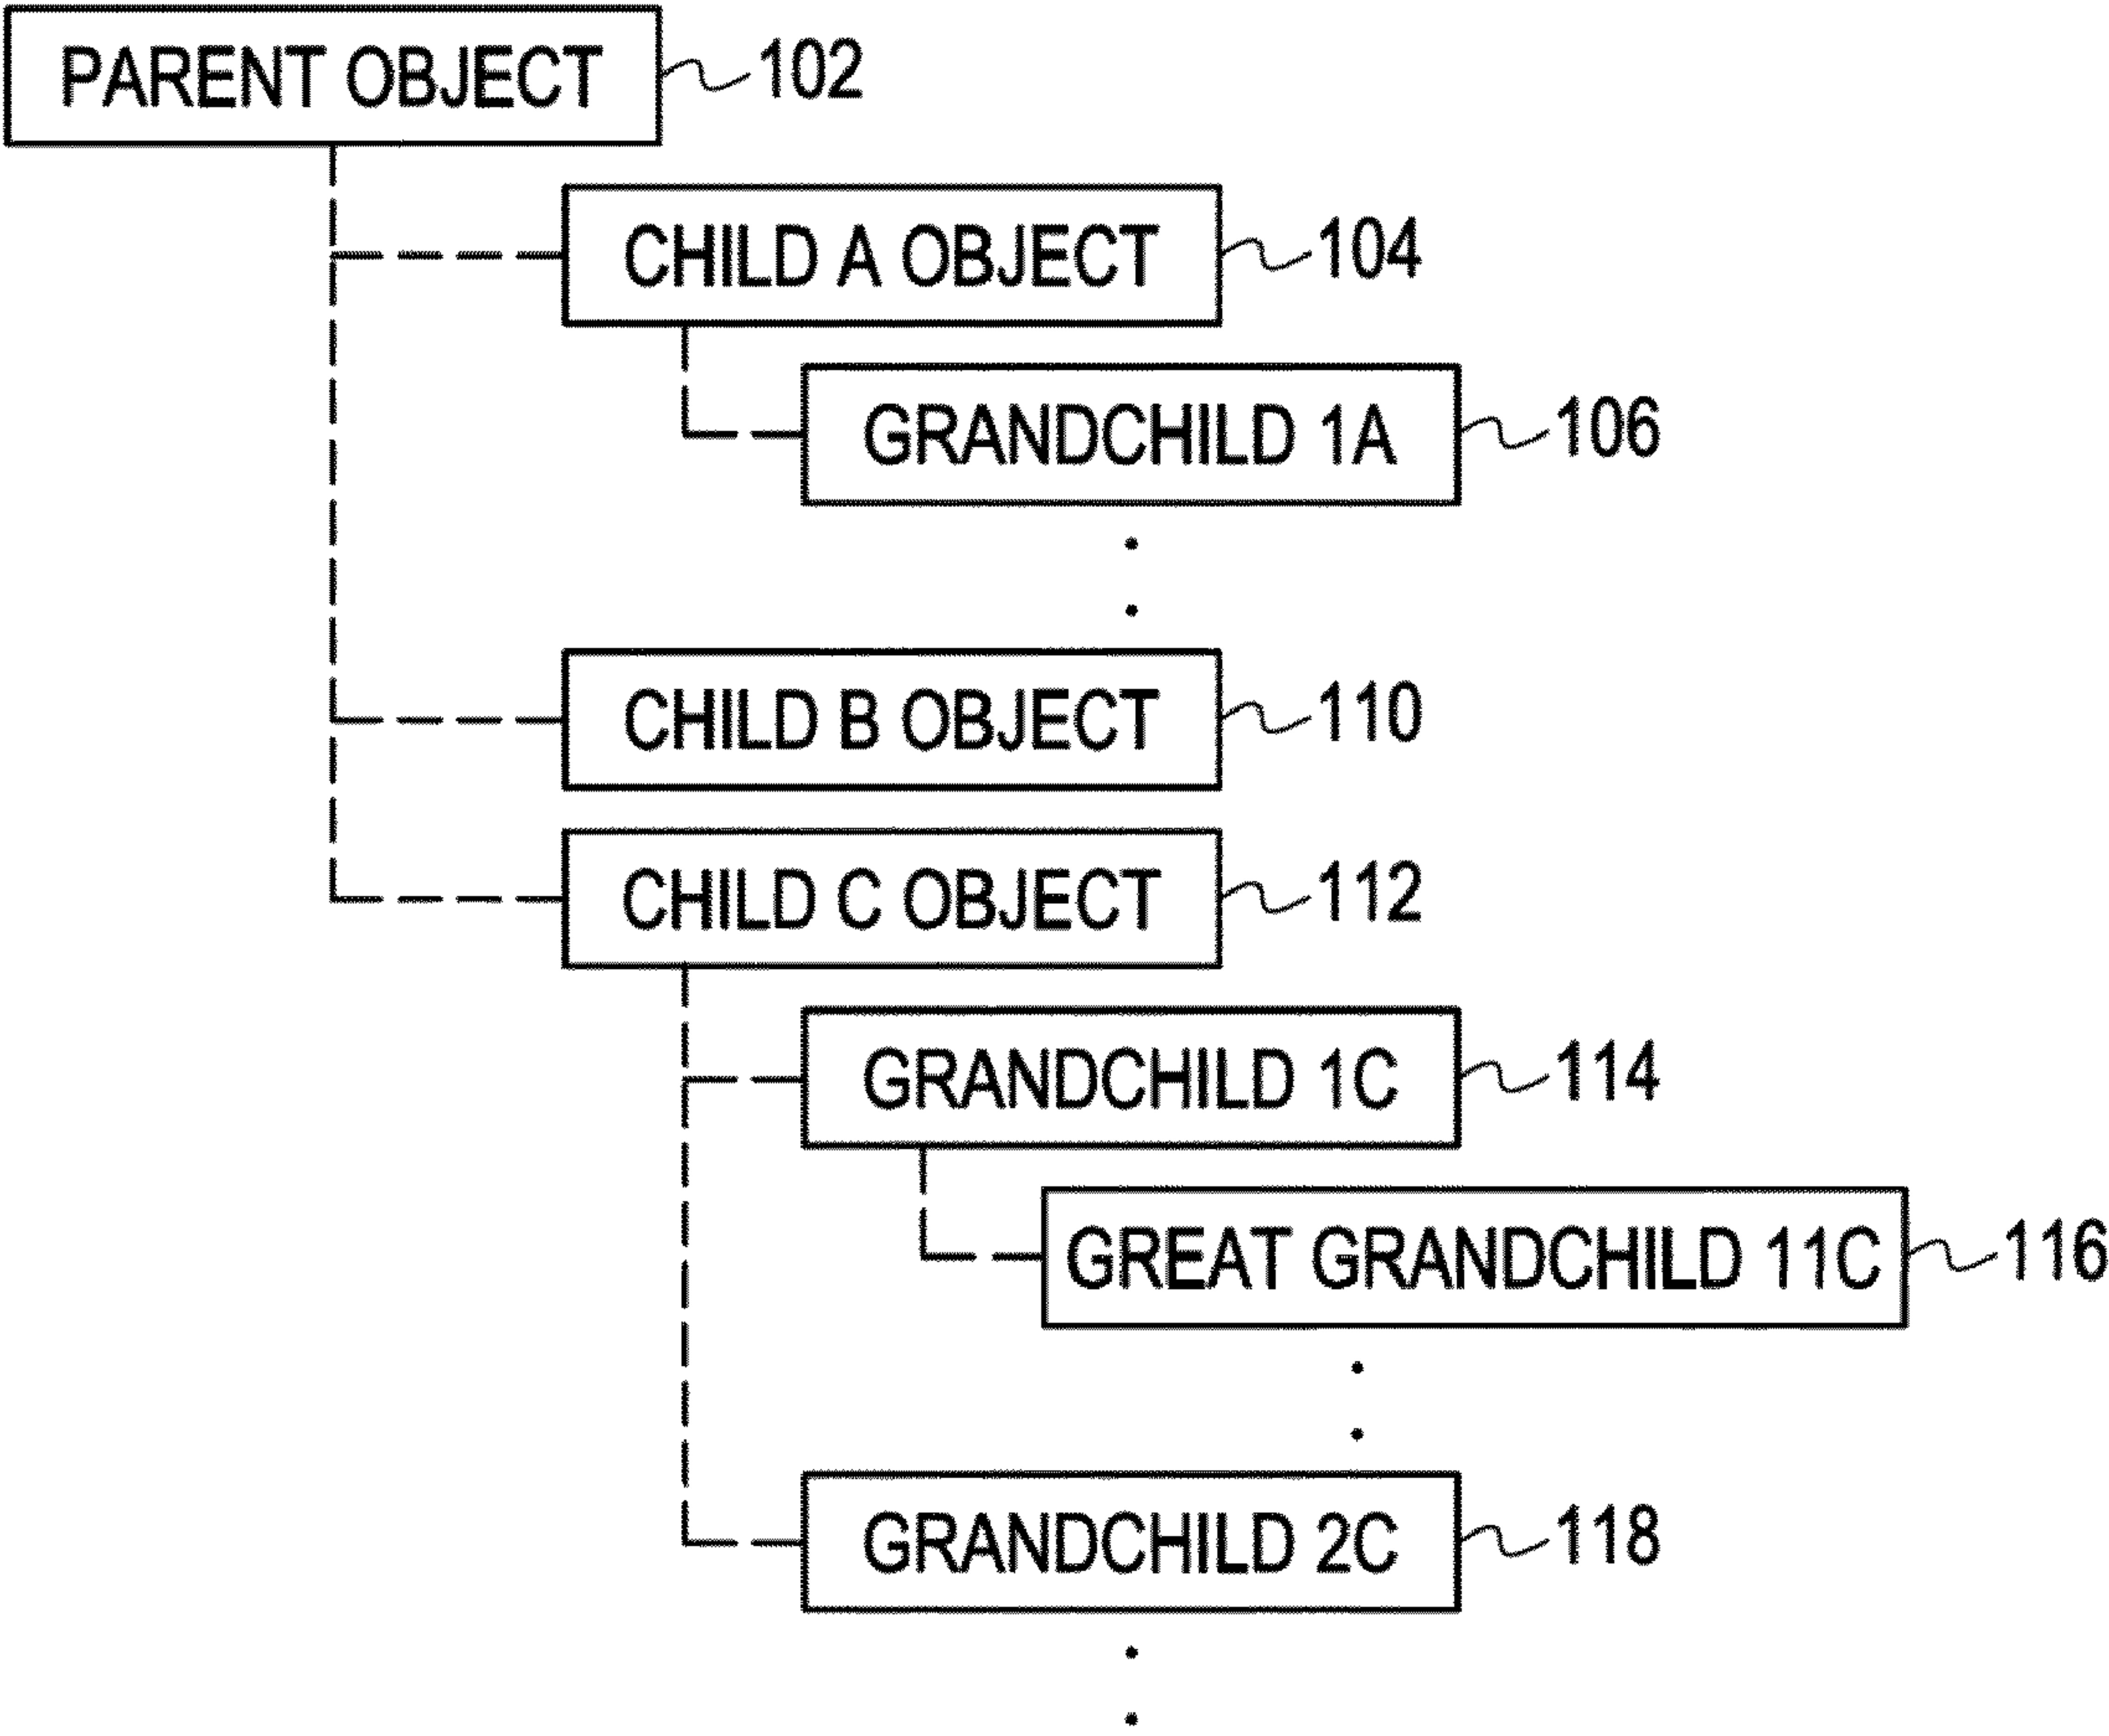 PARENT OBJECT 102
CHILD A OBJECT 104
GRANDCHILD 1A 106
CHILD B OBJECT 110
CHILD C OBJECT 112
GRANDCHILD 1C 114
GREAT GRANDCHILD 11C 116
GRANDCHILD 2C 118